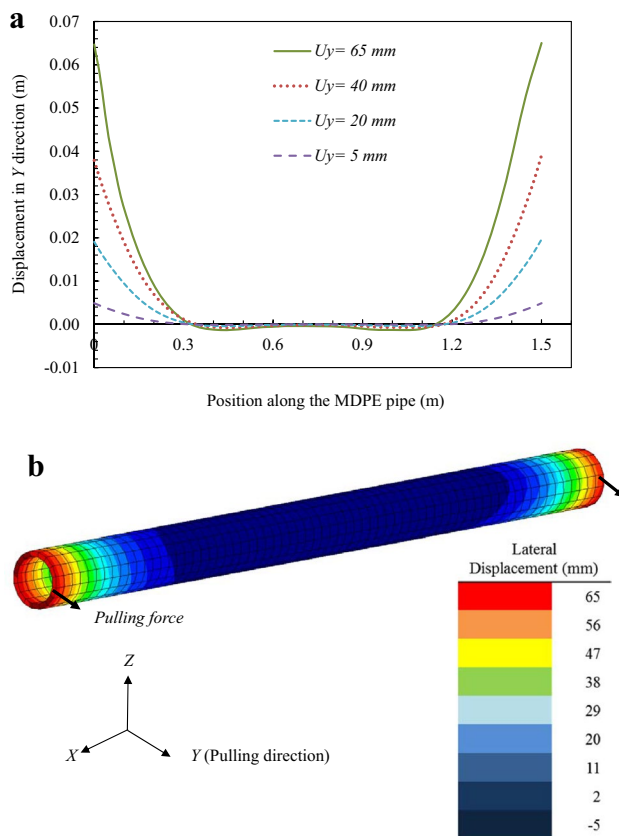 a
Displacement in Y direction (m)
0.07
0.06
0.05
0.04
0.03
0.02
0.01
0.00
-0.01
Uy= 65 mm
Uy= 40 mm
Uy= 20 mm
Uy= 5 mm
0 0.3 0.6 0.9 1.2 1.5
Position along the MDPE pipe (m)
b
Pulling force
Z
X
Y (Pulling direction)
Lateral
Displacement (mm)
65
56
47
38
29
20
11
2
-5